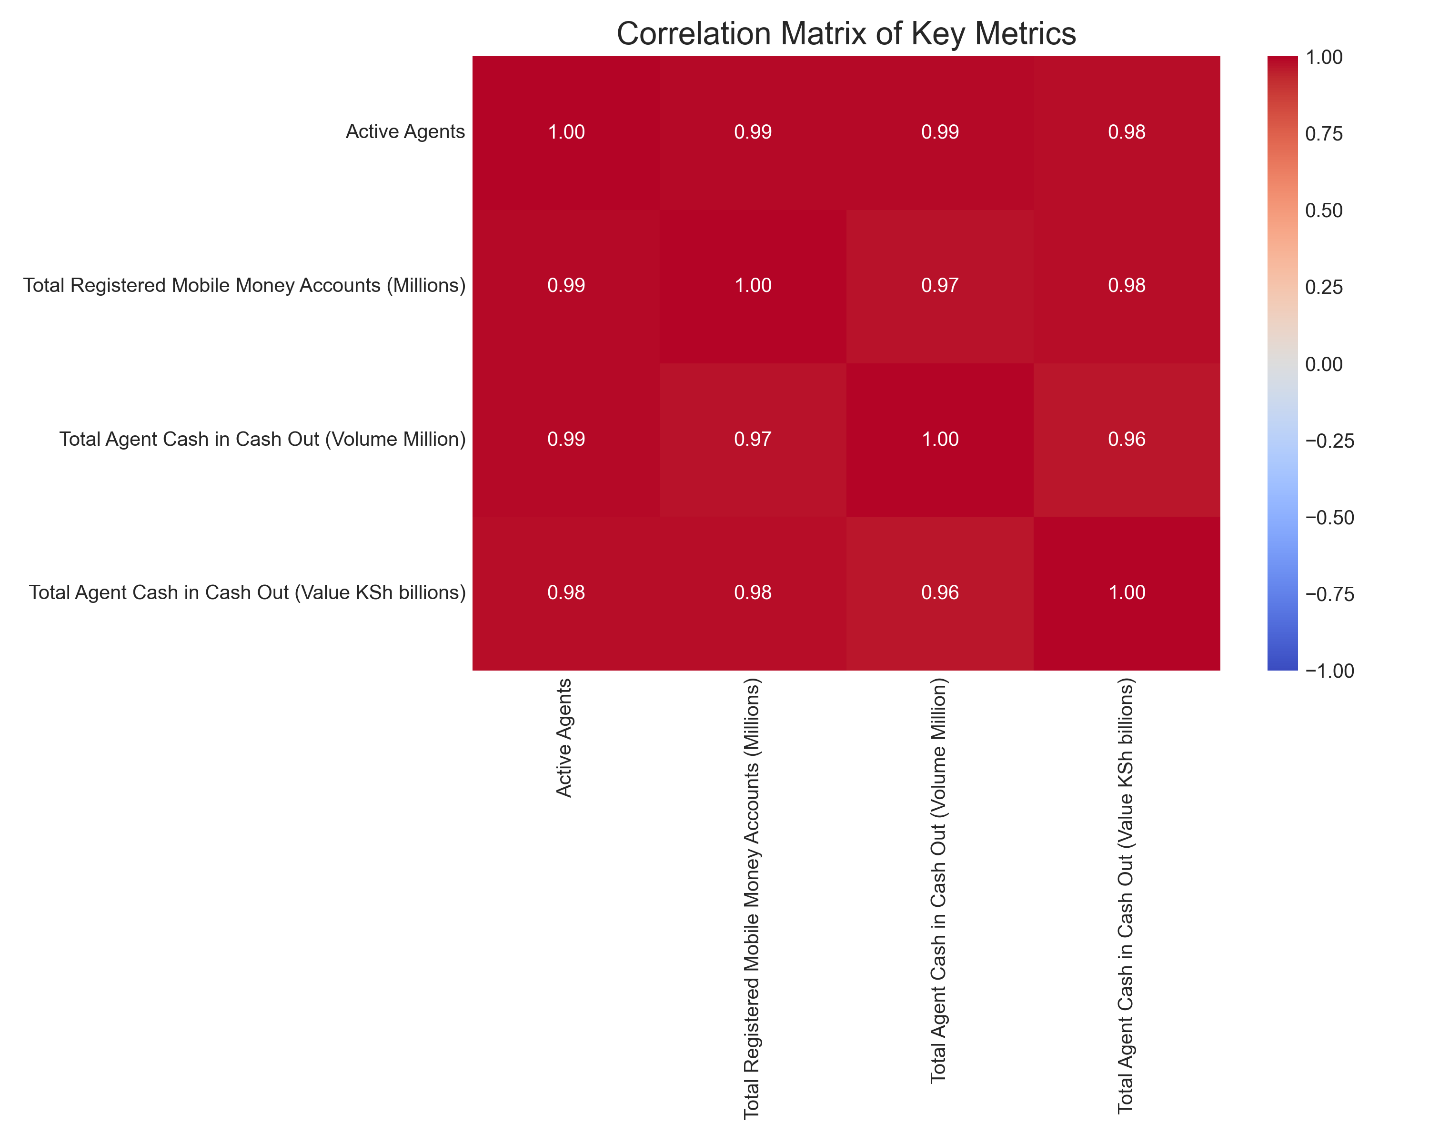 Correlation Matrix of Key Metrics
Active Agents 1.00 0.99 0.99 0.98
Total Registered Mobile Money Accounts (Millions) 0.99 1.00 0.97 0.98
Total Agent Cash in Cash Out (Volume Million) 0.99 0.97 1.00 0.96
Total Agent Cash in Cash Out (Value KSh billions) 0.98 0.98 0.96 1.00
Active Agents
Total Registered Mobile Money Accounts (Millions)
Total Agent Cash in Cash Out (Volume Million)
Total Agent Cash in Cash Out (Value KSh billions)
1.00
0.75
0.50
0.25
0.00
−0.25
−0.50
−0.75
−1.00